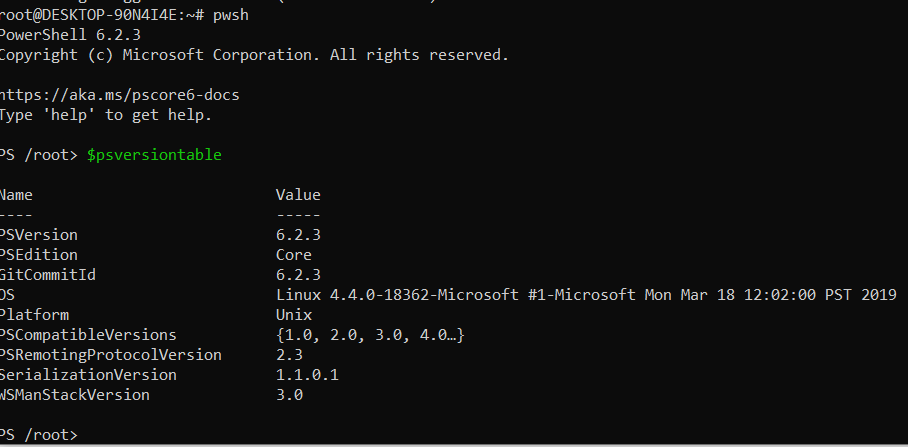 root@DESKTOP-90N4I4E:~# pwsh
PowerShell 6.2.3
Copyright (c) Microsoft Corporation. All rights reserved.
https://aka.ms/pscore6-docs
Type 'help' to get help.
PS /root> $psversiontable
Name Value
---- -----
PSVersion 6.2.3
PSEdition Core
GitCommitId 6.2.3
OS Linux 4.4.0-18362-Microsoft #1-Microsoft Mon Mar 18 12:02:00 PST 2019
Platform Unix
PSCompatibleVersions {1.0, 2.0, 3.0, 4.0…}
PSRemotingProtocolVersion 2.3
SerializationVersion 1.1.0.1
WSManStackVersion 3.0
PS /root>